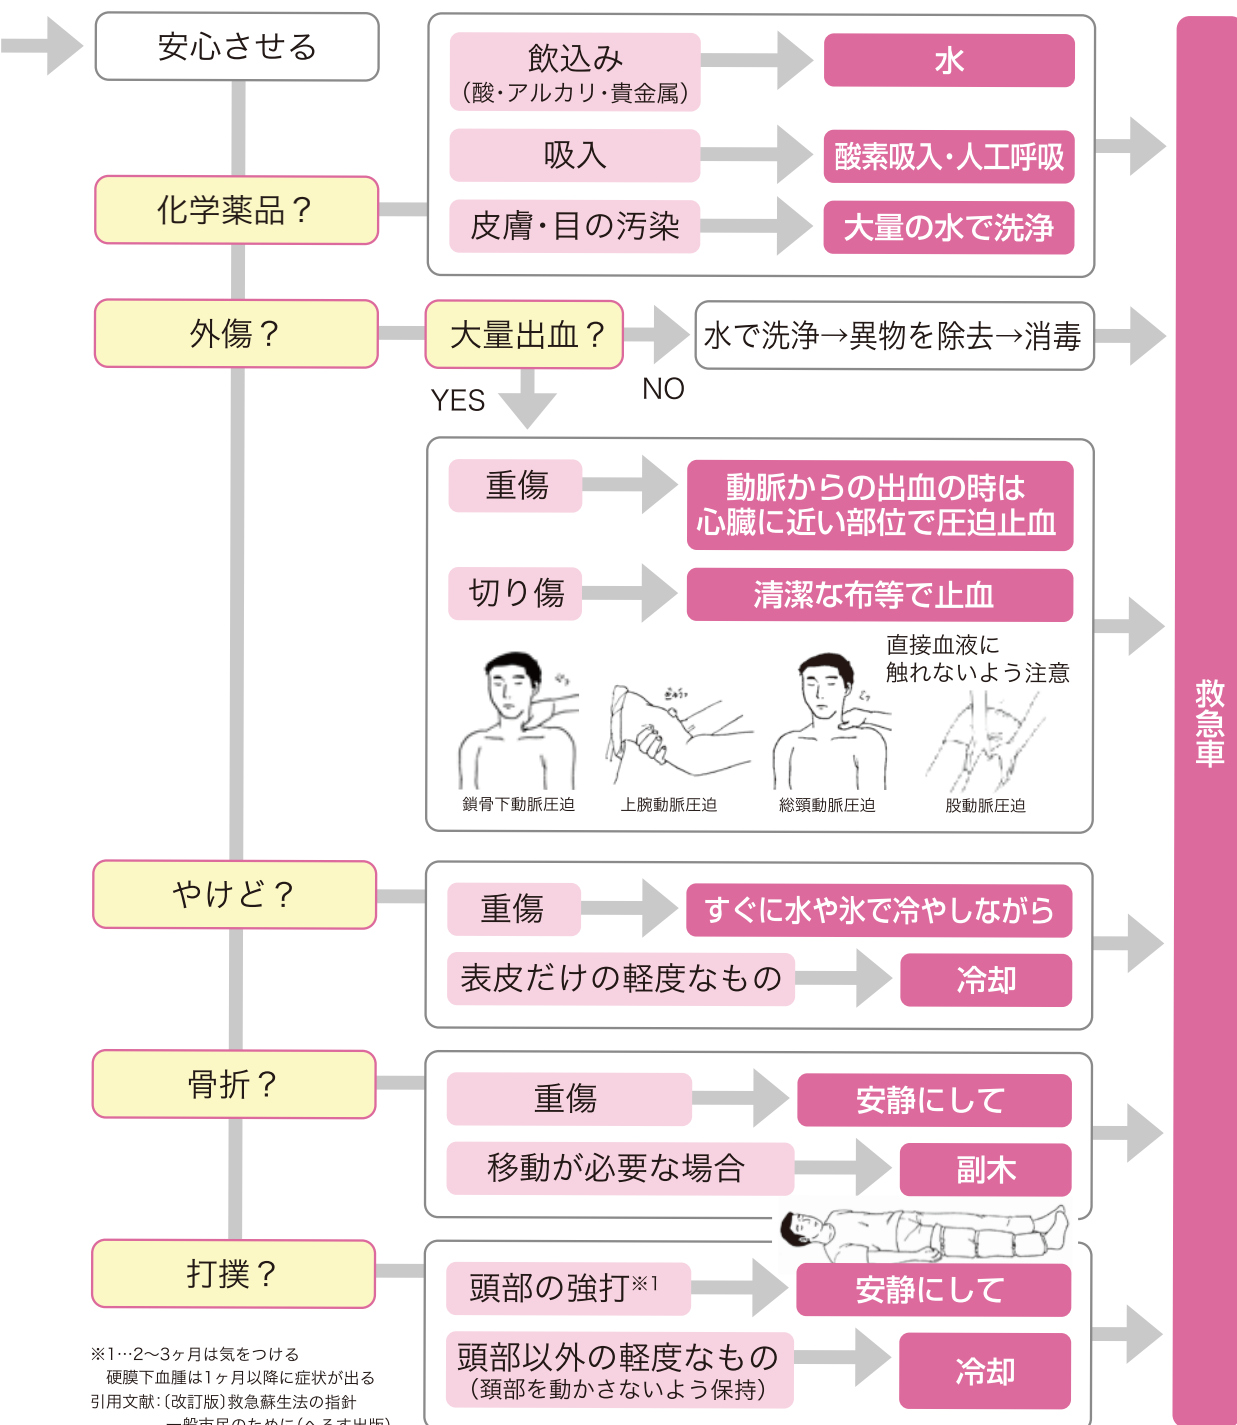 安心させる
化学薬品？
飲込み
（酸・アルカリ・貴金属）
水
吸入
酸素吸入・人工呼吸
皮膚・目の汚染
大量の水で洗浄
外傷？
大量出血？
NO
水で洗浄→異物を除去→消毒
YES
重傷
動脈からの出血の時は
心臓に近い部位で圧迫止血
切り傷
清潔な布等で止血
直接血液に
触れないよう注意
鎖骨下動脈圧迫
上腕動脈圧迫
総頸動脈圧迫
股動脈圧迫
やけど？
重傷
すぐに水や氷で冷やしながら
表皮だけの軽度なもの
冷却
骨折？
重傷
安静にして
移動が必要な場合
副木
打撲？
頭部の強打※1
安静にして
頭部以外の軽度なもの
（頚部を動かさないよう保持）
冷却
救急車
※1…2〜3ヶ月は気をつける
硬膜下血腫は1ヶ月以降に症状が出る
引用文献：〔改訂版〕救急蘇生法の指針
一般市民のために（へるす出版）